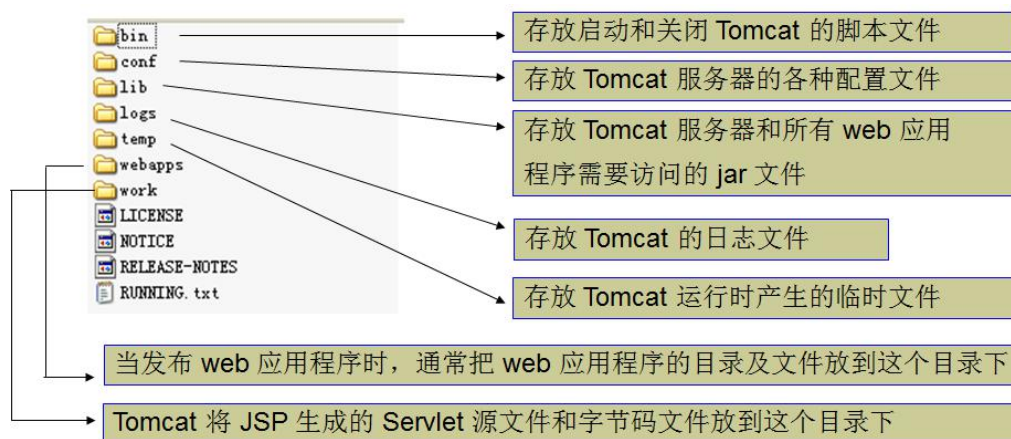 bin
存放启动和关闭 Tomcat 的脚本文件
conf
存放 Tomcat 服务器的各种配置文件
lib
存放 Tomcat 服务器和所有 web 应用
程序需要访问的 jar 文件
logs
存放 Tomcat 的日志文件
temp
存放 Tomcat 运行时产生的临时文件
webapps
work
LICENSE
NOTICE
RELEASE-NOTES
RUNNING.txt
当发布 web 应用程序时，通常把 web 应用程序的目录及文件放到这个目录下
Tomcat 将 JSP 生成的 Servlet 源文件和字节码文件放到这个目录下